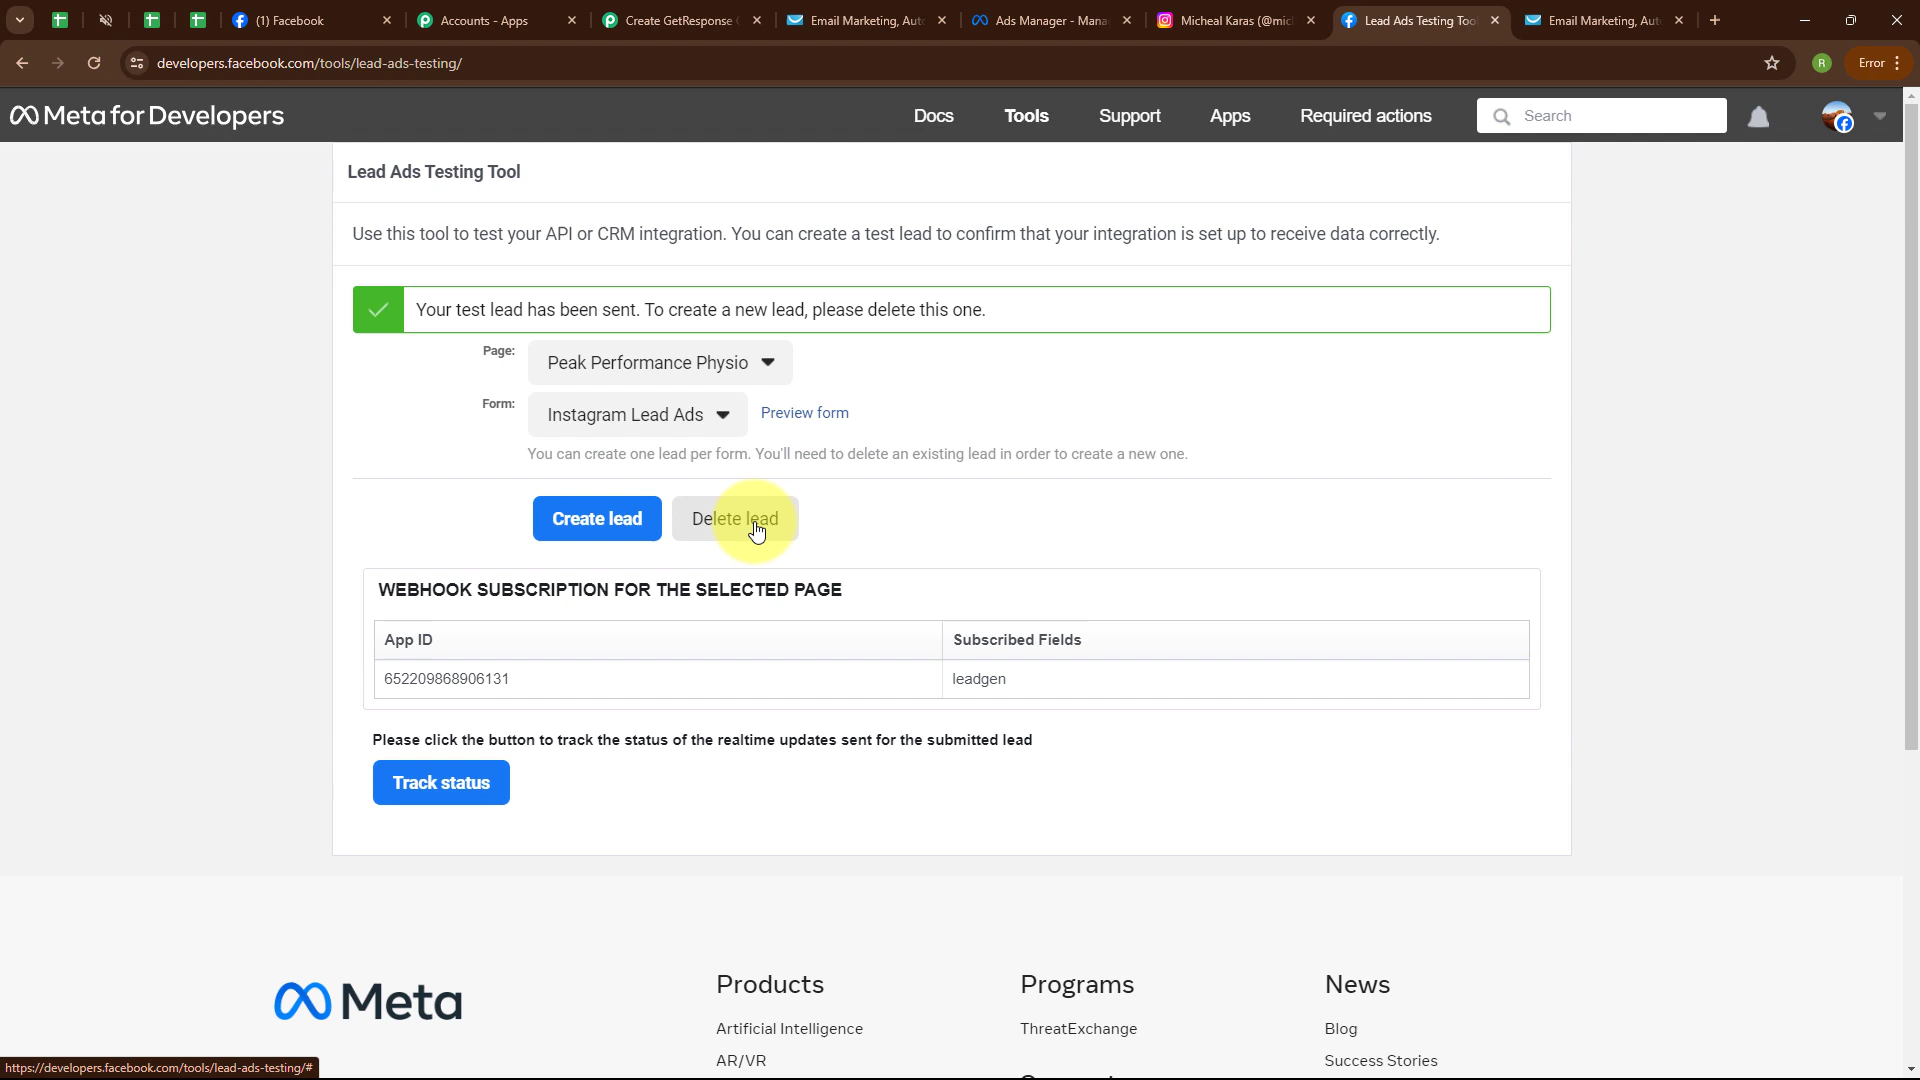 (1) Facebook
Accounts - Apps
Create GetResponse
Email Marketing, Aut
Ads Manager - Mana
Micheal Karas (@mic
Lead Ads Testing Too
Email Marketing, Aut
developers.facebook.com/tools/lead-ads-testing/
R
Error
Meta for Developers
Docs
Tools
Support
Apps
Required actions
Search
Lead Ads Testing Tool
Use this tool to test your API or CRM integration. You can create a test lead to confirm that your integration is set up to receive data correctly.
Your test lead has been sent. To create a new lead, please delete this one.
Page: Peak Performance Physio
Form: Instagram Lead Ads Preview form
You can create one lead per form. You'll need to delete an existing lead in order to create a new one.
Create lead Delete lead
WEBHOOK SUBSCRIPTION FOR THE SELECTED PAGE
App ID Subscribed Fields
652209868906131 leadgen
Please click the button to track the status of the realtime updates sent for the submitted lead
Track status
Meta
Products Programs News
Artificial Intelligence ThreatExchange Blog
AR/VR Success Stories
https://developers.facebook.com/tools/lead-ads-testing/#